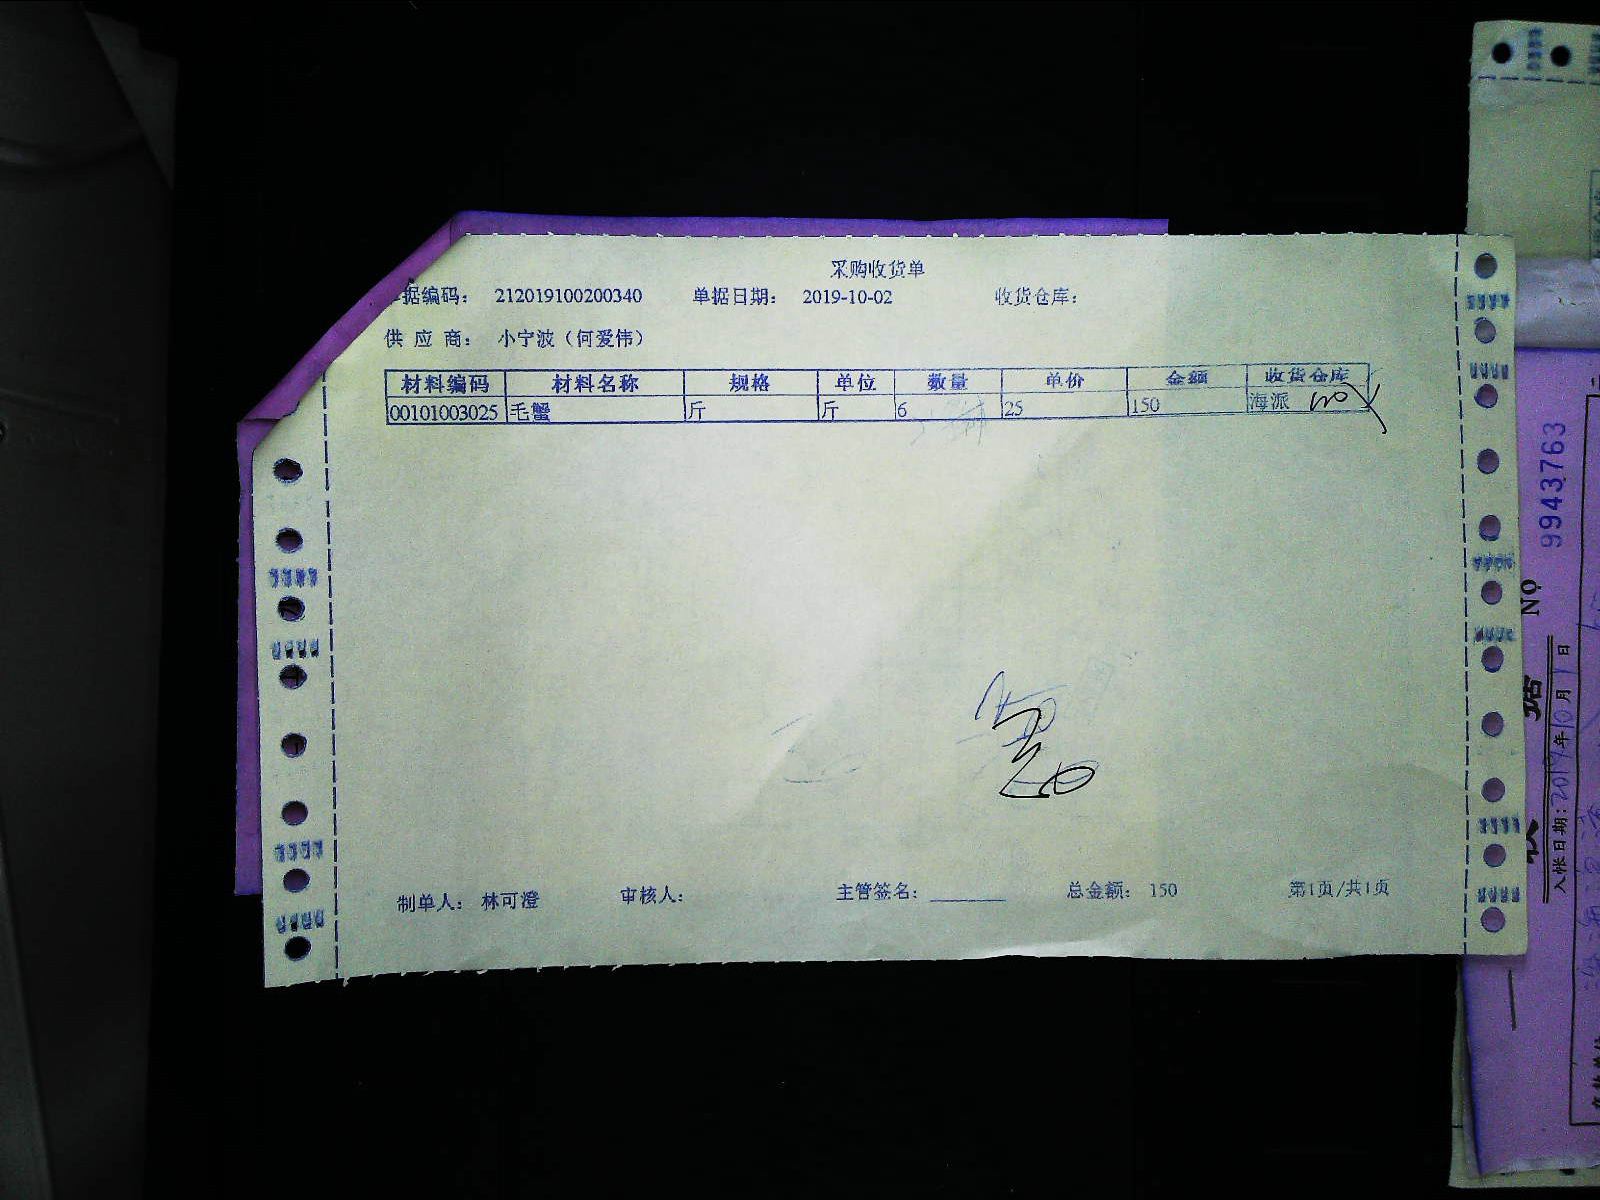 采购收货单
据编码： 212019100200340 单据日期： 2019-10-02 收货仓库：
供 应 商： 小宁波（何爱伟）
材料编码 材料名称 规格 单位 数量 单价 金额 收货仓库
00101003025 毛蟹 斤 斤 6 25 150 海派
制单人： 林可澄 审核人： 主管签名： 总金额： 150 第1页/共1页
NO 9943763
据
入帐日期：2019年10月1日